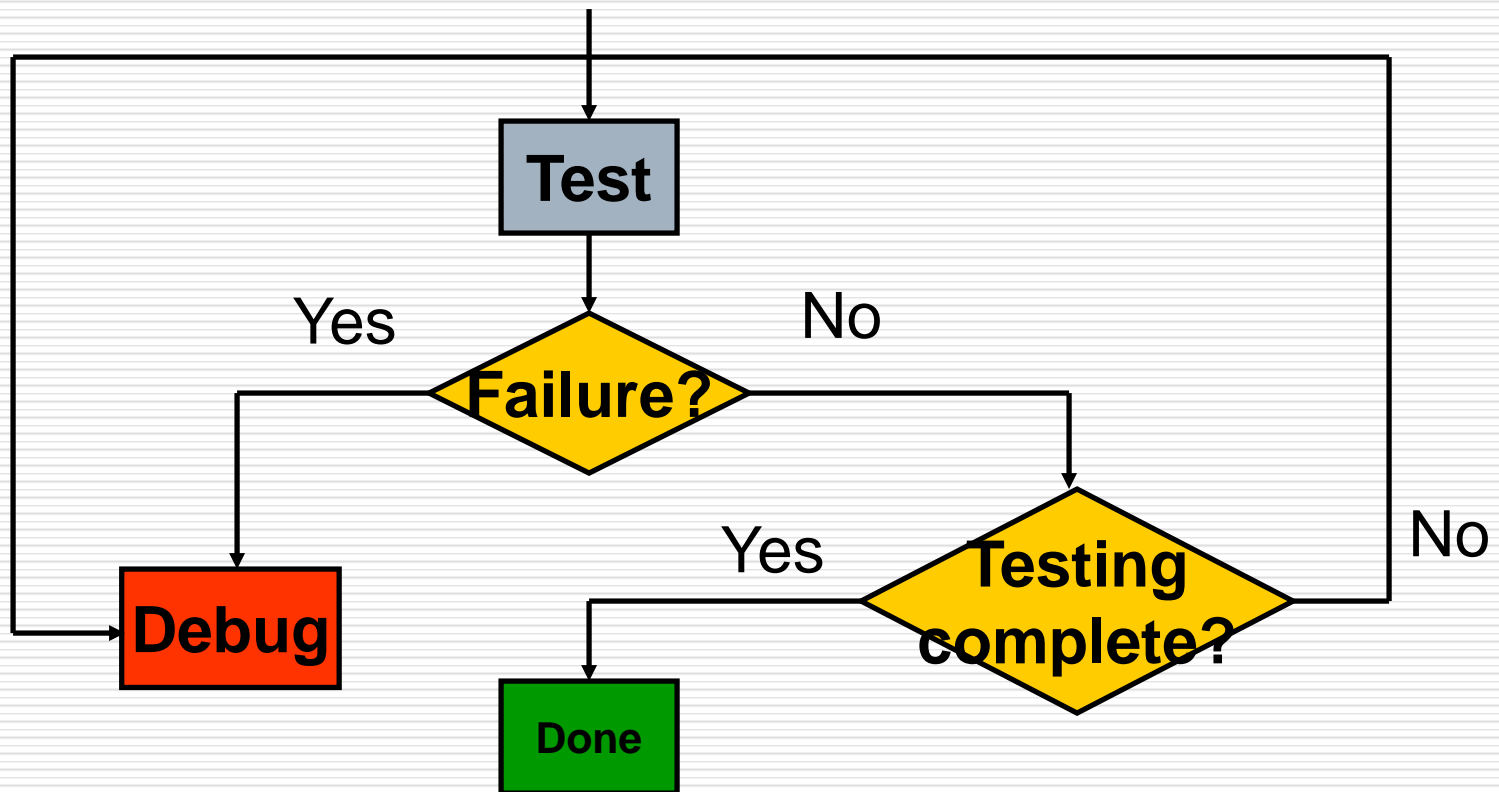 Test
Yes
No
Failure?
Yes
No
Testing
complete?
Debug
Done